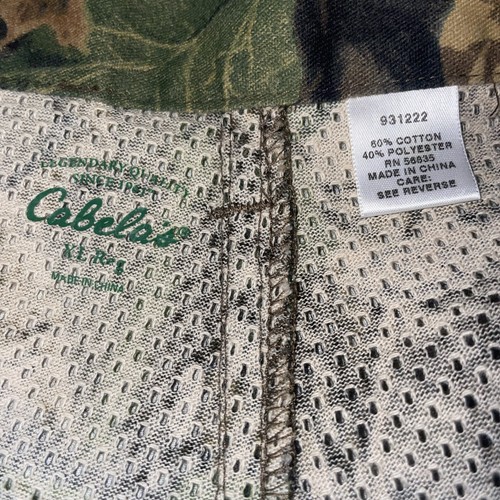 LEGENDARY QUALITY
SINCE 1961
Cabela's®
XL Reg
MADE IN CHINA
931222
60% COTTON
40% POLYESTER
RN 56835
MADE IN CHINA
CARE:
SEE REVERSE